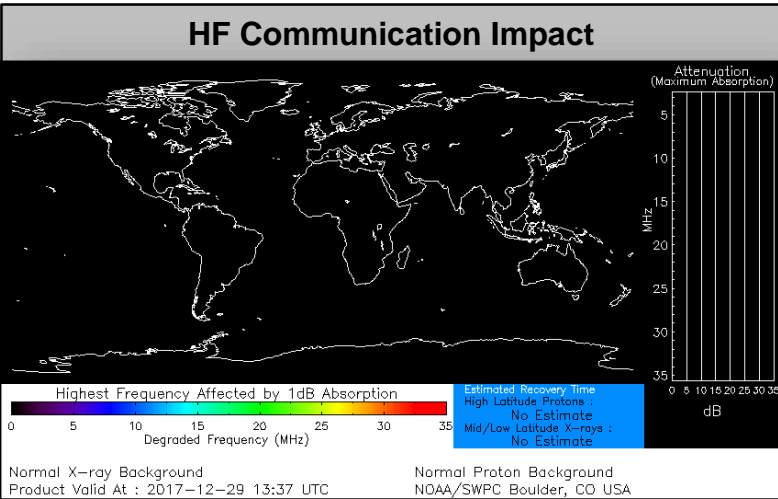 HF Communication Impact
Attenuation
(Maximum Absorption)
5
10
15
20
25
30
35
MHz
0 5 10 15 20 25 30 35
dB
Highest Frequency Affected by 1dB Absorption
0 5 10 15 20 25 30 35
Degraded Frequency (MHz)
Estimated Recovery Time
High Latitude Protons :
No Estimate
Mid/Low Latitude X-rays :
No Estimate
Normal X-ray Background
Normal Proton Background
Product Valid At : 2017-12-29 13:37 UTC
NOAA/SWPC Boulder, CO USA